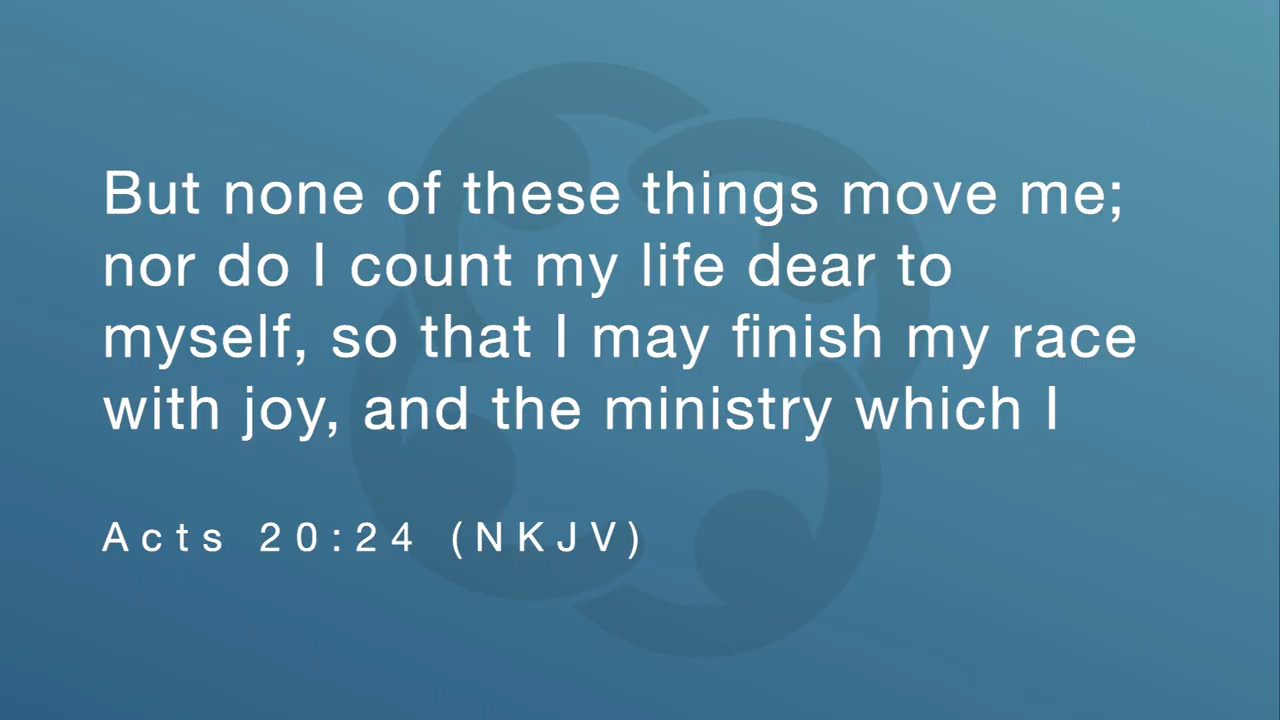 But none of these things move me;
nor do I count my life dear to
myself, so that I may finish my race
with joy, and the ministry which I
Acts 20:24 (NKJV)